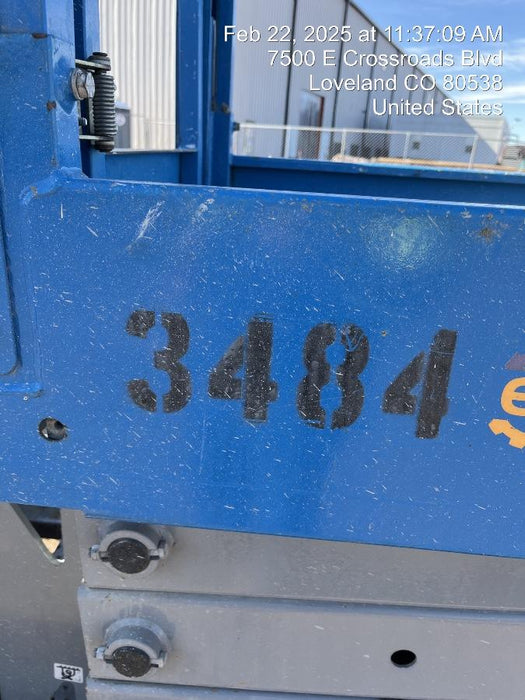 Feb 22, 2025 at 11:37:09 AM
7500 E Crossroads Blvd
Loveland CO 80538
United States
3484
e